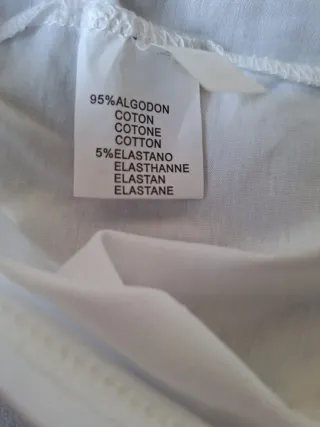 95%ALGODON
COTON
COTONE
COTTON
5%ELASTANO
ELASTHANNE
ELASTAN
ELASTANE